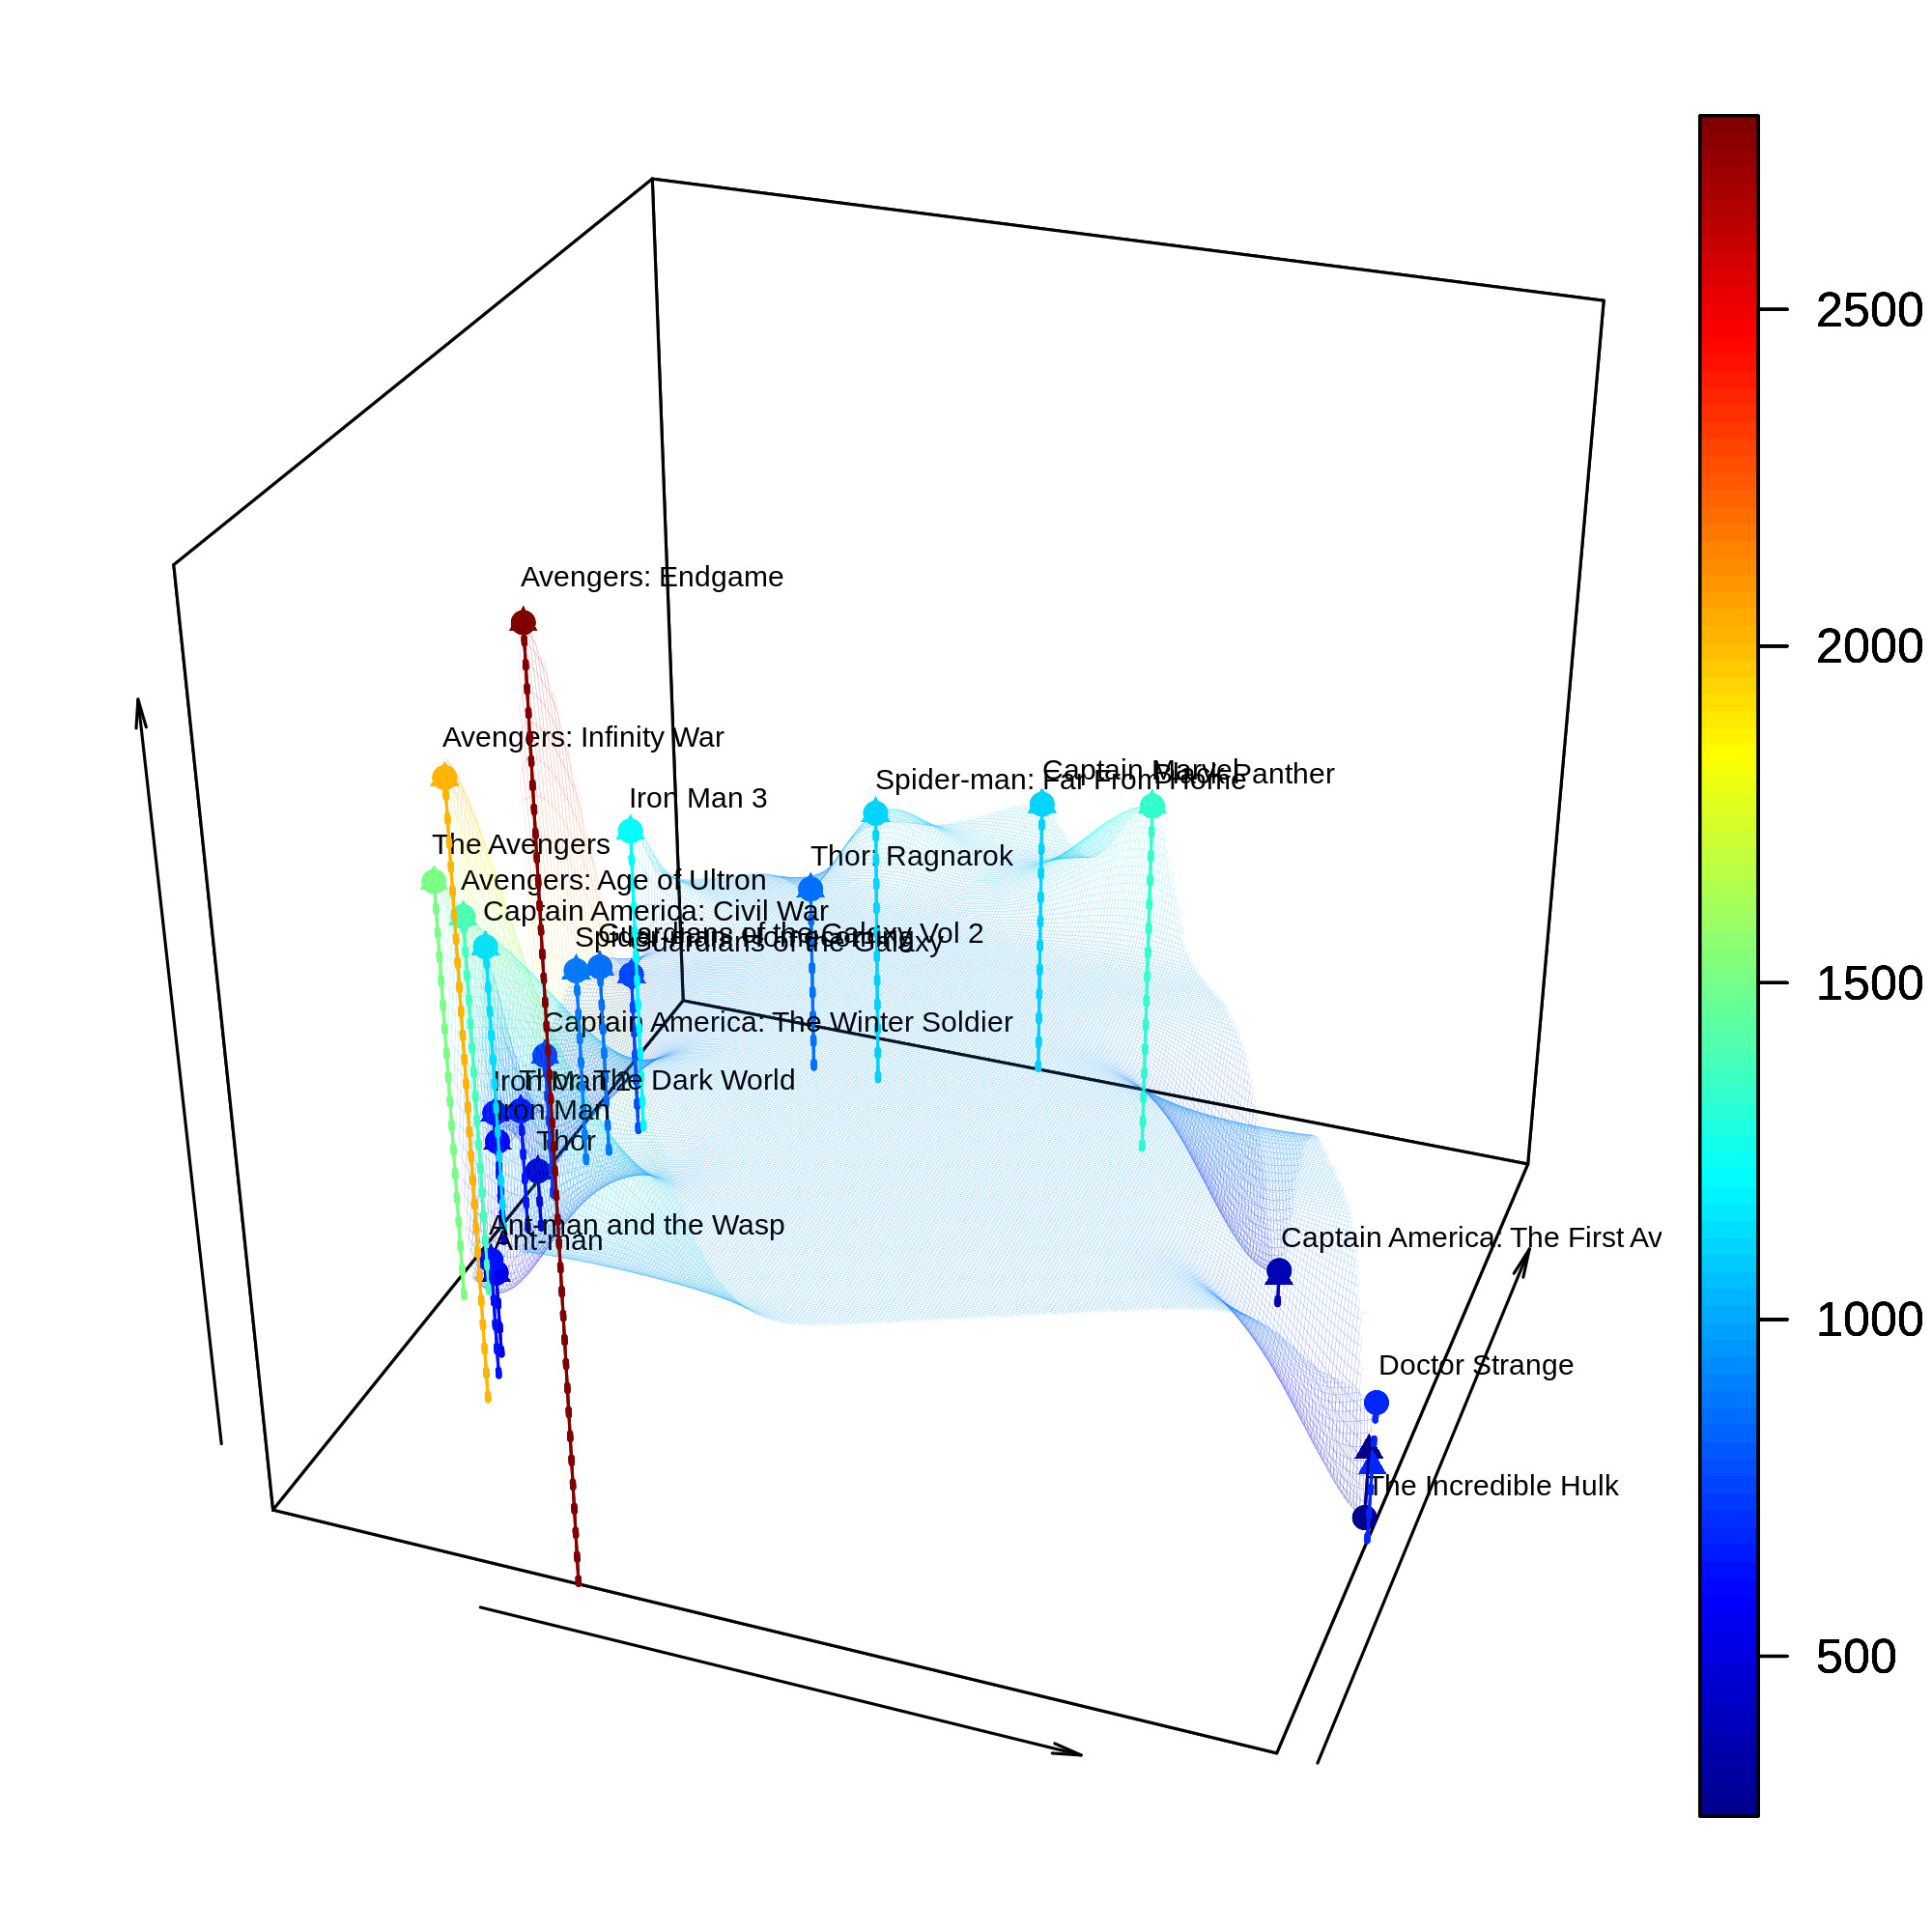 2500
Avengers: Endgame
2000
Avengers: Infinity War
Captain Marvel
Black Panther
Spider-man: Far From Home
Iron Man 3
The Avengers
Thor: Ragnarok
Avengers: Age of Ultron
Captain America: Civil War
Guardians of the Galaxy Vol 2
Spider-man: Homecoming
Guardians of the Galaxy
1500
Captain America: The Winter Soldier
Iron Man 2
Thor: The Dark World
Iron Man
Thor
Ant-man and the Wasp
Ant-man
Captain America: The First Av
1000
Doctor Strange
The Incredible Hulk
500